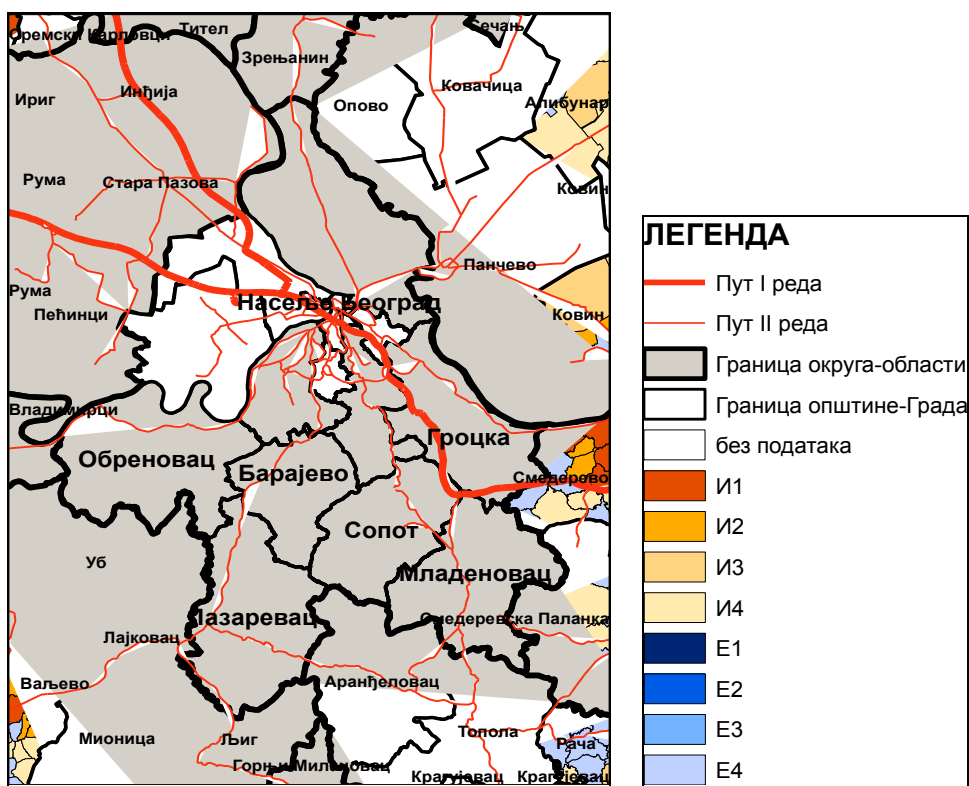 Сремски Карловци
Тител
Сечањ
Зрењанин
Ириг
Инђија
Опово
Ковачица
Алибунар
Рума
Стара Пазова
Ковин
Панчево
Рума
Пећинци
Насеље Београд
Ковин
Владимирци
Обреновац
Барајево
Гроцка
Смедерево
Сопот
Уб
Младеновац
Лазаревац
Смедеревска Паланка
Лајковац
Ваљево
Аранђеловац
Мионица
Љиг
Топола
Рача
Горњи Милановац
Крагујевац
Крагујевац
ЛЕГЕНДА
Пут I реда
Пут II реда
Граница округа-области
Граница општине-Града
без података
И1
И2
И3
И4
Е1
Е2
Е3
Е4